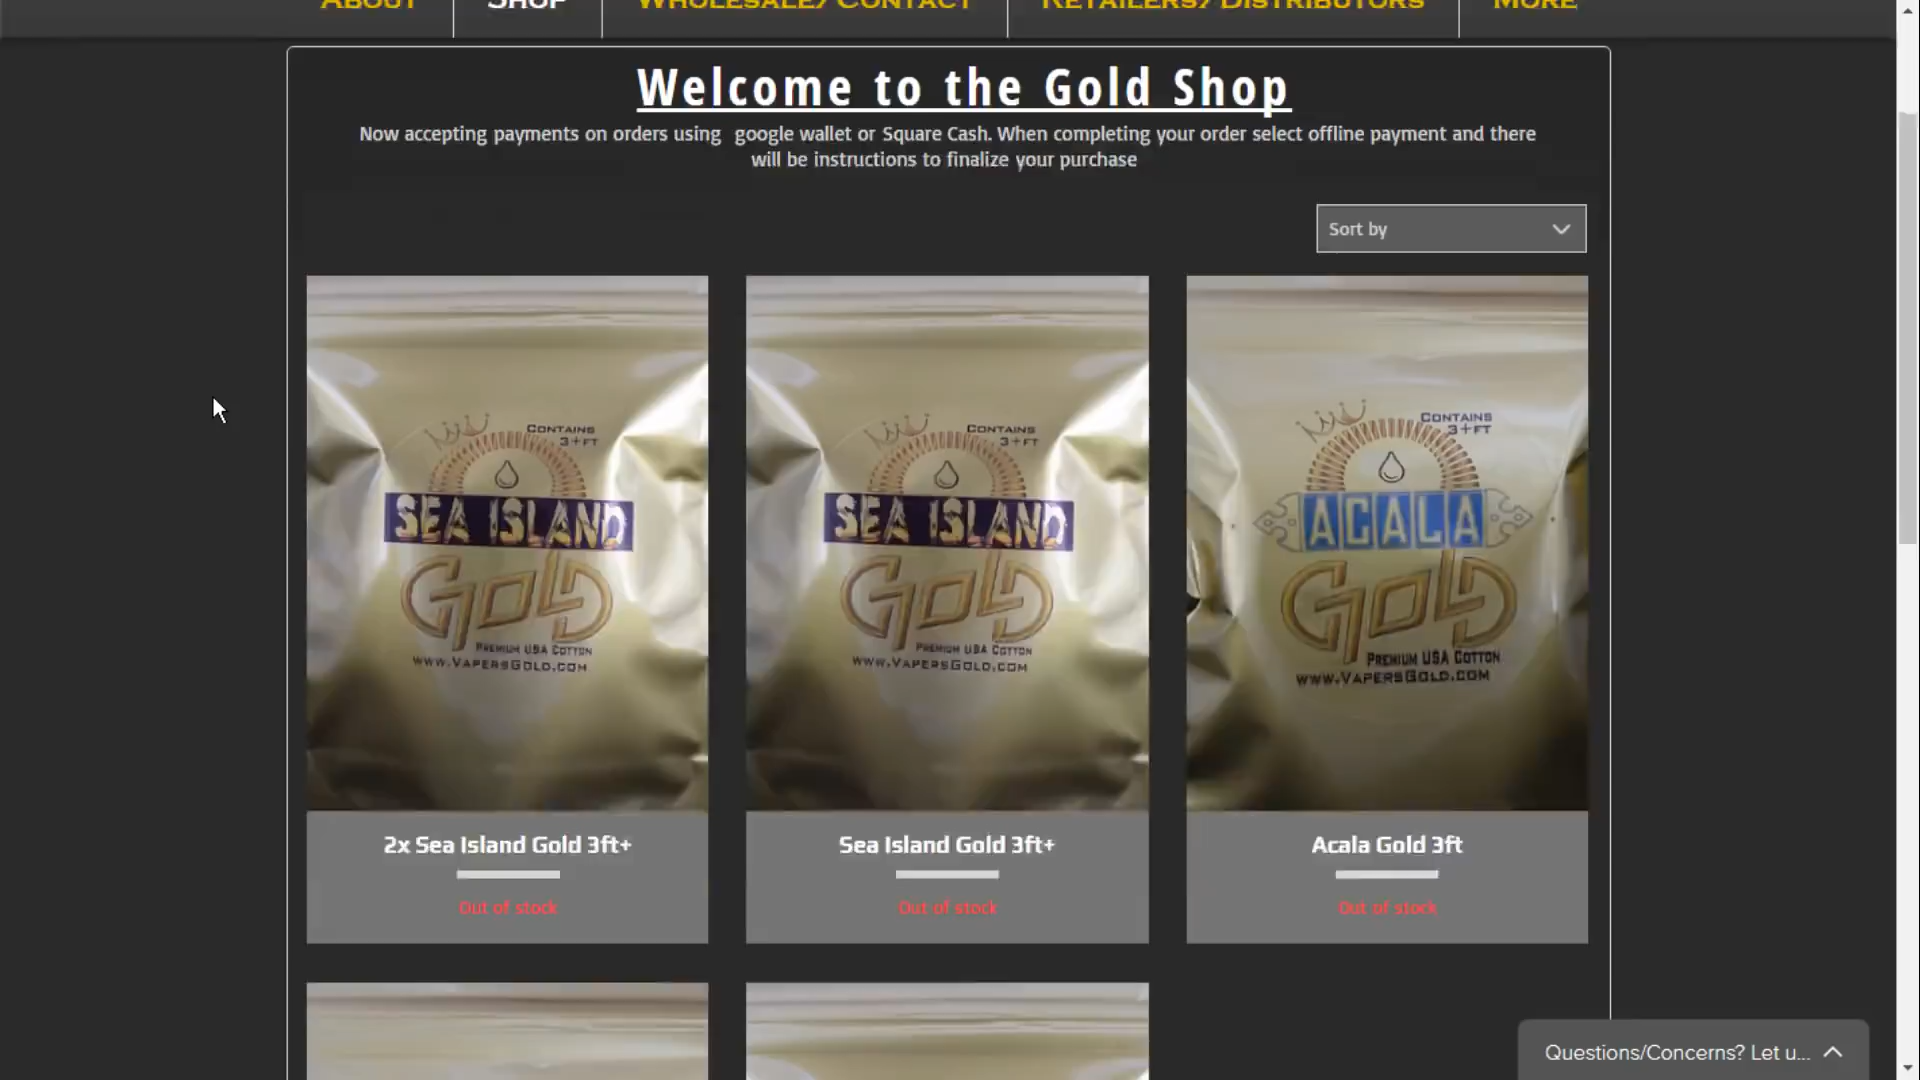 About
Shop
Wholesale/Contact
Retailers/Distributors
More
Welcome to the Gold Shop
Now accepting payments on orders using google wallet or Square Cash. When completing your order select offline payment and there
will be instructions to finalize your purchase
Sort by
Contains
3+ft
SEA ISLAND
GOLD
Premium USA Cotton
www.VapersGold.com
Contains
3+ft
SEA ISLAND
GOLD
Premium USA Cotton
www.VapersGold.com
Contains
3+ft
ACALA
GOLD
Premium USA Cotton
www.VapersGold.com
2x Sea Island Gold 3ft+
Out of stock
Sea Island Gold 3ft+
Out of stock
Acala Gold 3ft
Out of stock
Questions/Concerns? Let u...